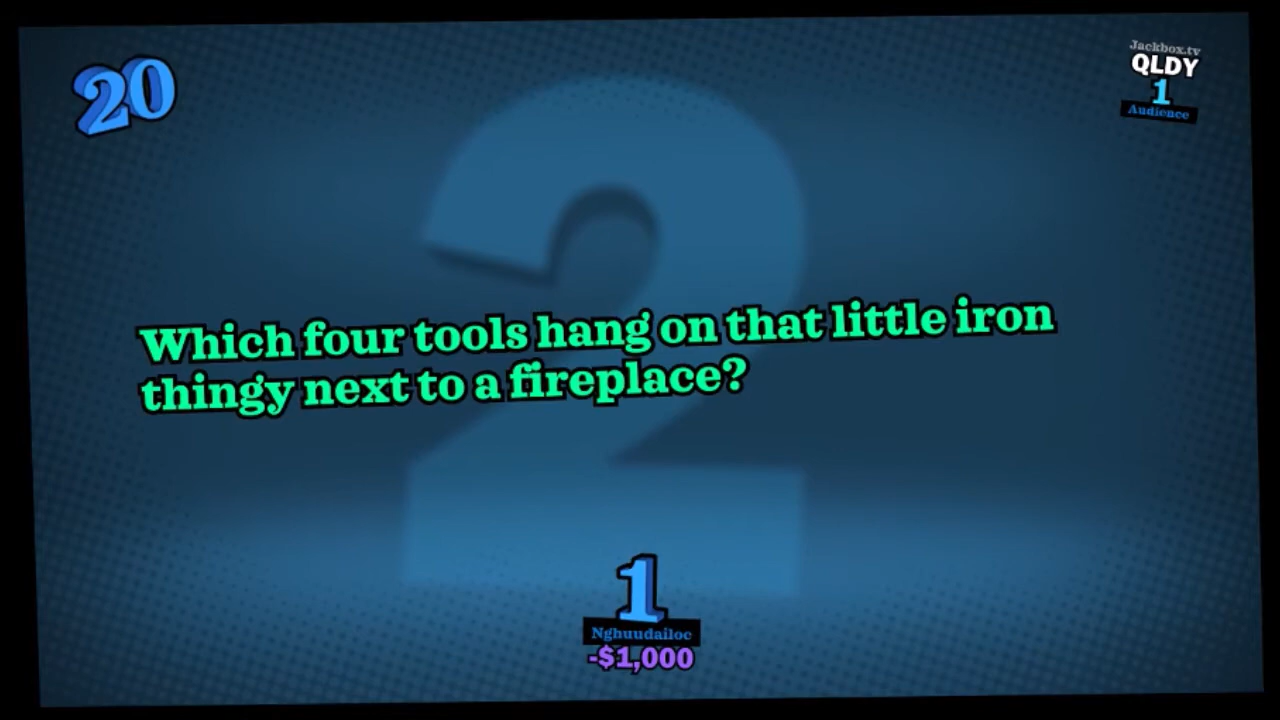 20
Jackbox.tv
QLDY
1
Audience
Which four tools hang on that little iron
thingy next to a fireplace?
2
1
Nghuudailoc
-$1,000